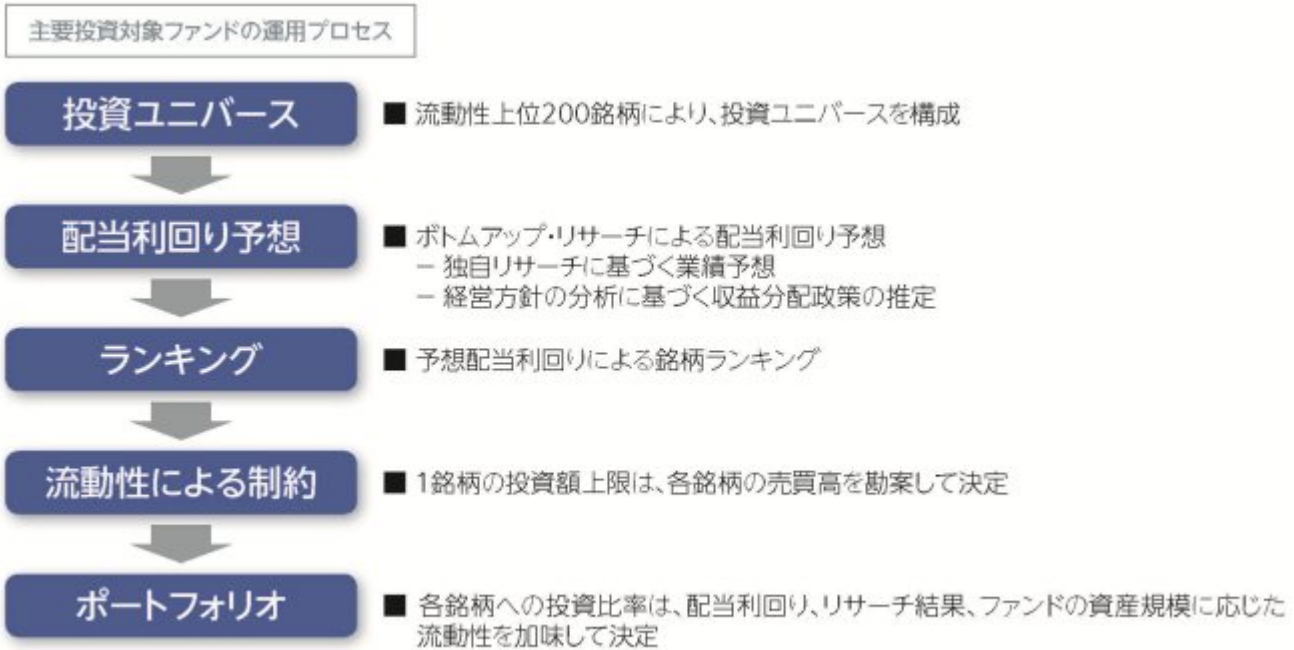 主要投資対象ファンドの運用プロセス
投資ユニバース
■ 流動性上位200銘柄により、投資ユニバースを構成
配当利回り予想
■ ボトムアップ・リサーチによる配当利回り予想
－ 独自リサーチに基づく業績予想
－ 経営方針の分析に基づく収益分配政策の推定
ランキング
■ 予想配当利回りによる銘柄ランキング
流動性による制約
■ 1銘柄の投資額上限は、各銘柄の売買高を勘案して決定
ポートフォリオ
■ 各銘柄への投資比率は、配当利回り、リサーチ結果、ファンドの資産規模に応じた
流動性を加味して決定